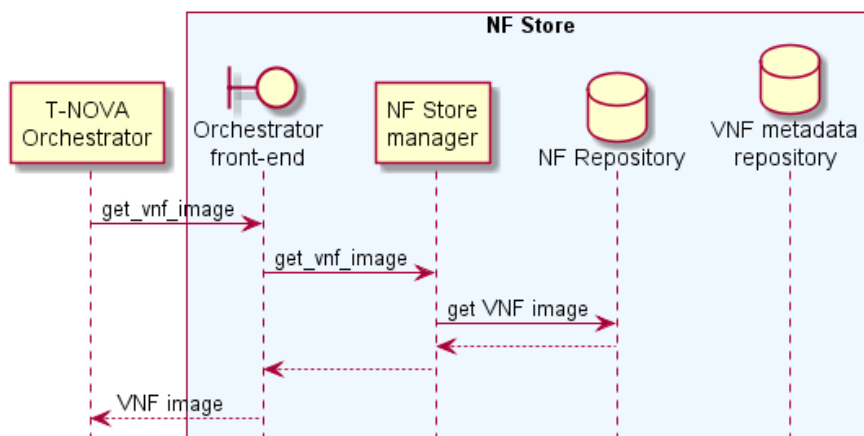 NF Store
T-NOVA
Orchestrator
Orchestrator
front-end
NF Store
manager
NF Repository
VNF metadata
repository
get_vnf_image
get_vnf_image
get VNF image
VNF image